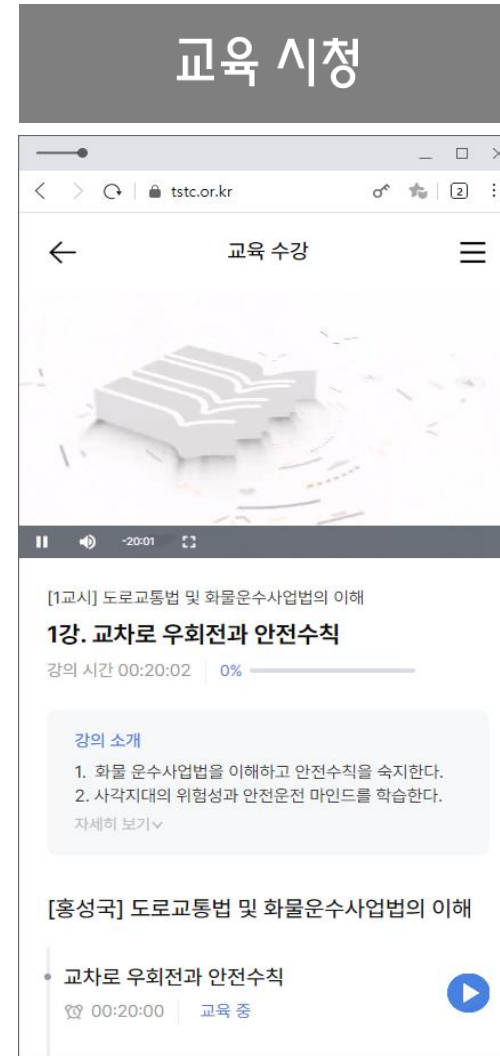 교육 시청
tstc.or.kr
2
교육 수강
-20:01
[1교시] 도로교통법 및 화물운수사업법의 이해
1강. 교차로 우회전과 안전수칙
강의 시간 00:20:02 0%
강의 소개
1. 화물 운수사업법을 이해하고 안전수칙을 숙지한다.
2. 사각지대의 위험성과 안전운전 마인드를 학습한다.
자세히 보기
[홍성국] 도로교통법 및 화물운수사업법의 이해
교차로 우회전과 안전수칙
00:20:00 교육 중